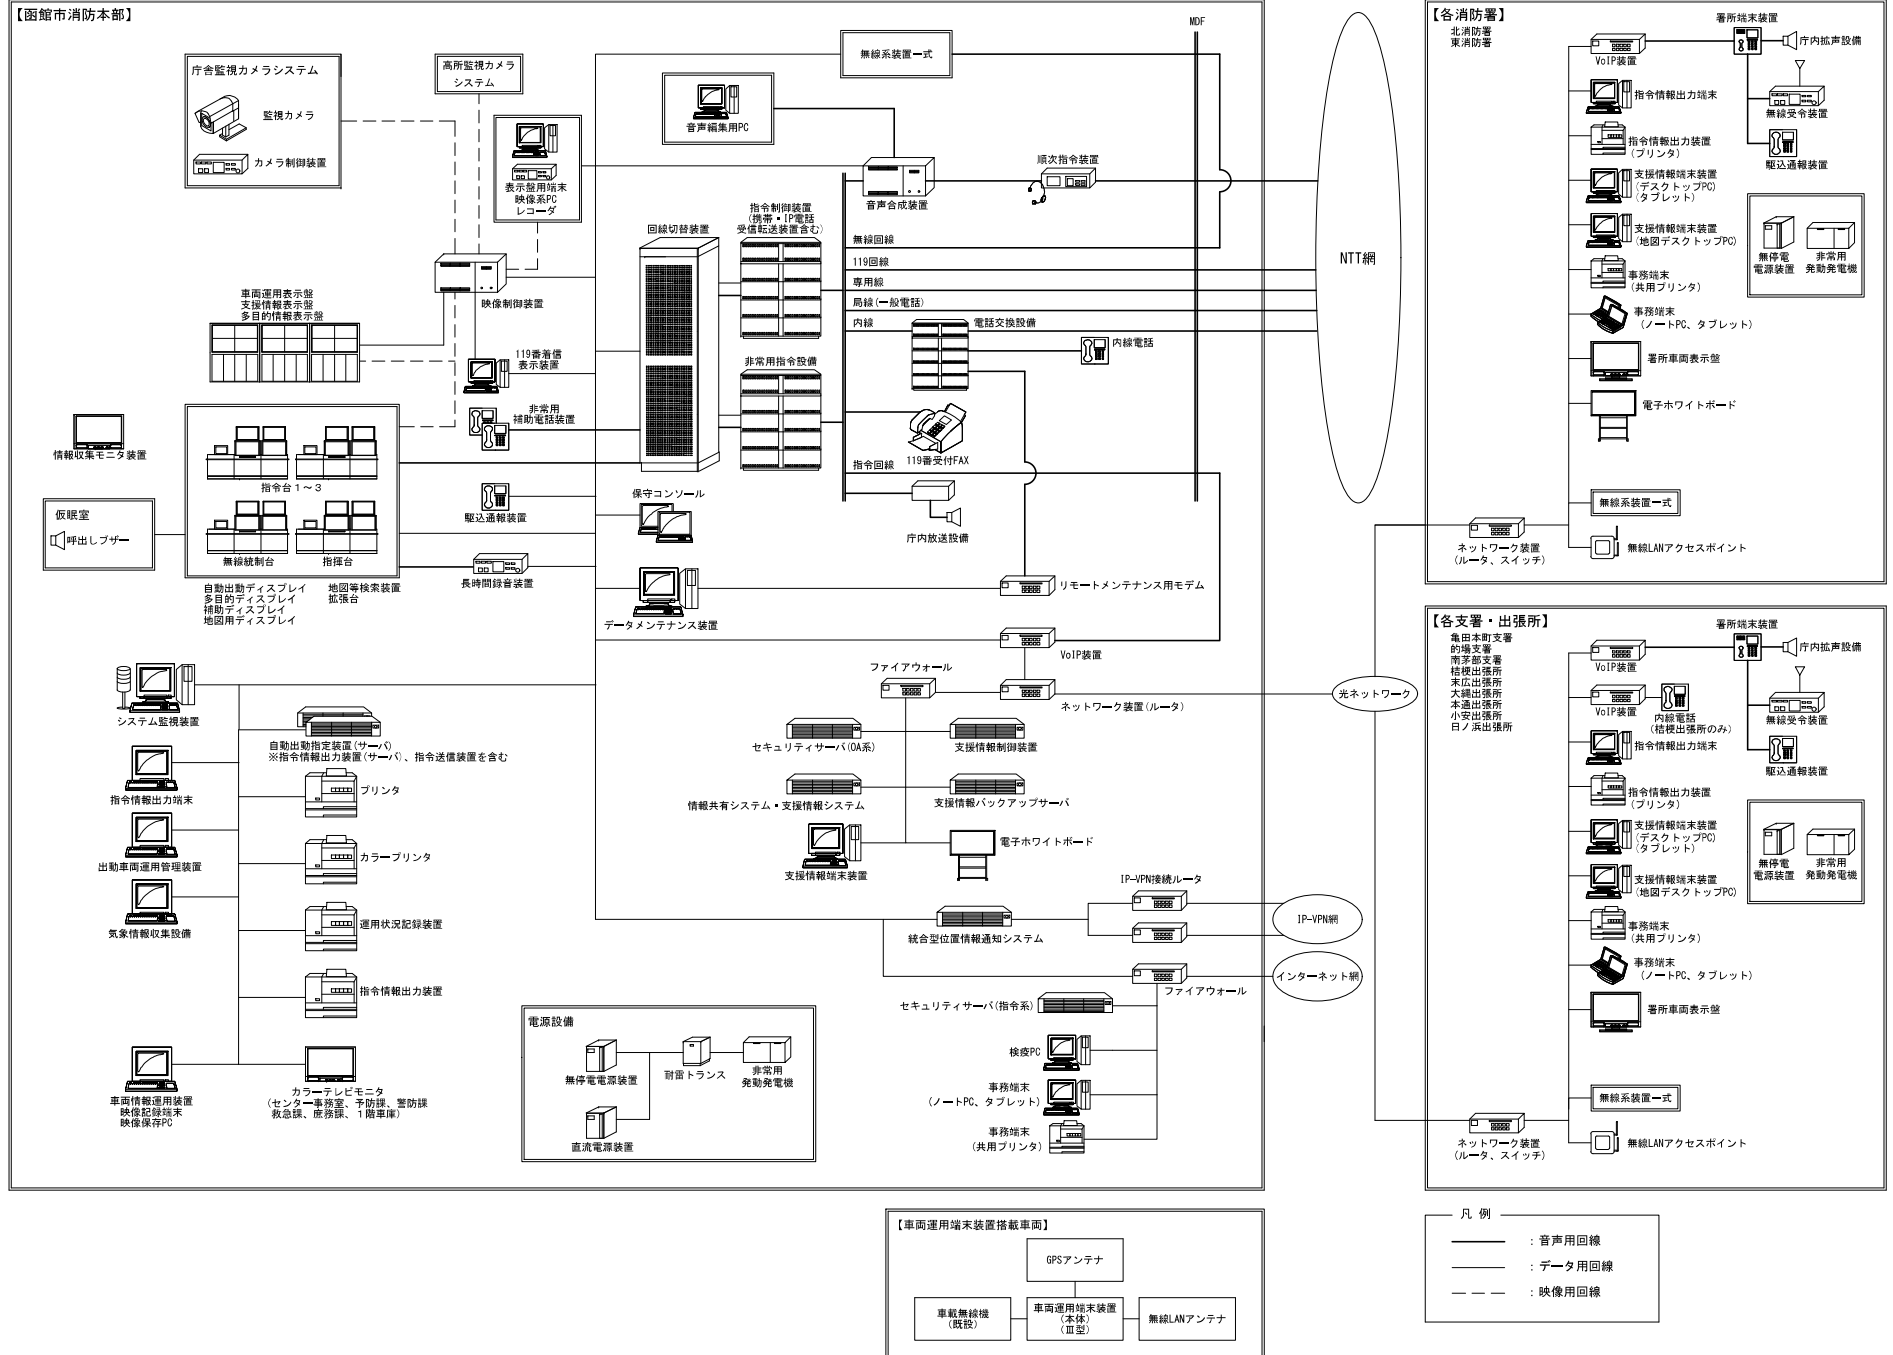 【函館市消防本部】
MDF
庁舎監視カメラシステム
監視カメラ
カメラ制御装置
高所監視カメラ
システム
無線系装置一式
音声編集用PC
表示盤用端末
映像系PC
レコーダ
音声合成装置
順次指令装置
指令制御装置
(携帯・IP電話
受信転送装置含む)
回線切替装置
無線回線
119回線
専用線
局線(一般電話)
内線
電話交換設備
内線電話
NTT網
映像制御装置
車両運用表示盤
支援情報表示盤
多目的情報表示盤
119番着信
表示装置
非常用指令設備
非常用
補助電話装置
119番受付FAX
指令回線
情報収集モニタ装置
指令台1～3
無線統制台
指揮台
仮眠室
呼出しブザー
駆込通報装置
保守コンソール
庁内放送設備
長時間録音装置
自動出動ディスプレイ
多目的ディスプレイ
補助ディスプレイ
地図用ディスプレイ
地図等検索装置
拡張台
データメンテナンス装置
リモートメンテナンス用モデム
VoIP装置
ファイアウォール
ネットワーク装置(ルータ)
光ネットワーク
システム監視装置
自動出動指定装置(サーバ)
※指令情報出力装置(サーバ)、指令送信装置を含む
セキュリティサーバ(OA系)
支援情報制御装置
指令情報出力端末
プリンタ
情報共有システム・支援情報システム
支援情報バックアップサーバ
出動車両運用管理装置
カラープリンタ
支援情報端末装置
電子ホワイトボード
気象情報収集設備
運用状況記録装置
IP-VPN接続ルータ
統合型位置情報通知システム
IP-VPN網
指令情報出力装置
インターネット網
ファイアウォール
セキュリティサーバ(指令系)
検疫PC
事務端末
(ノートPC、タブレット)
事務端末
(共用プリンタ)
電源設備
無停電電源装置
耐雷トランス
非常用
発動発電機
直流電源装置
車両情報運用装置
映像記録端末
映像保存PC
カラーテレビモニタ
(センター事務室、予防課、警防課
救急課、庶務課、1階車庫)
【各消防署】
北消防署
東消防署
署所端末装置
VoIP装置
庁内拡声設備
指令情報出力端末
無線受令装置
指令情報出力装置
(プリンタ)
駆込通報装置
支援情報端末装置
(デスクトップPC)
(タブレット)
支援情報端末装置
(地図デスクトップPC)
無停電
電源装置
非常用
発動発電機
事務端末
(共用プリンタ)
事務端末
(ノートPC、タブレット)
署所車両表示盤
電子ホワイトボード
無線系装置一式
ネットワーク装置
(ルータ、スイッチ)
無線LANアクセスポイント
【各支署・出張所】
亀田本町支署
的場支署
南茅部支署
桔梗出張所
末広出張所
大縄出張所
本通出張所
小安出張所
日ノ浜出張所
署所端末装置
VoIP装置
庁内拡声設備
VoIP装置
内線電話
(桔梗出張所のみ)
無線受令装置
指令情報出力端末
駆込通報装置
指令情報出力装置
(プリンタ)
支援情報端末装置
(デスクトップPC)
(タブレット)
支援情報端末装置
(地図デスクトップPC)
無停電
電源装置
非常用
発動発電機
事務端末
(共用プリンタ)
事務端末
(ノートPC、タブレット)
署所車両表示盤
無線系装置一式
ネットワーク装置
(ルータ、スイッチ)
無線LANアクセスポイント
【車両運用端末装置搭載車両】
GPSアンテナ
車載無線機
(既設)
車両運用端末装置
(本体)
(Ⅲ型)
無線LANアンテナ
凡 例
：音声用回線
：データ用回線
：映像用回線